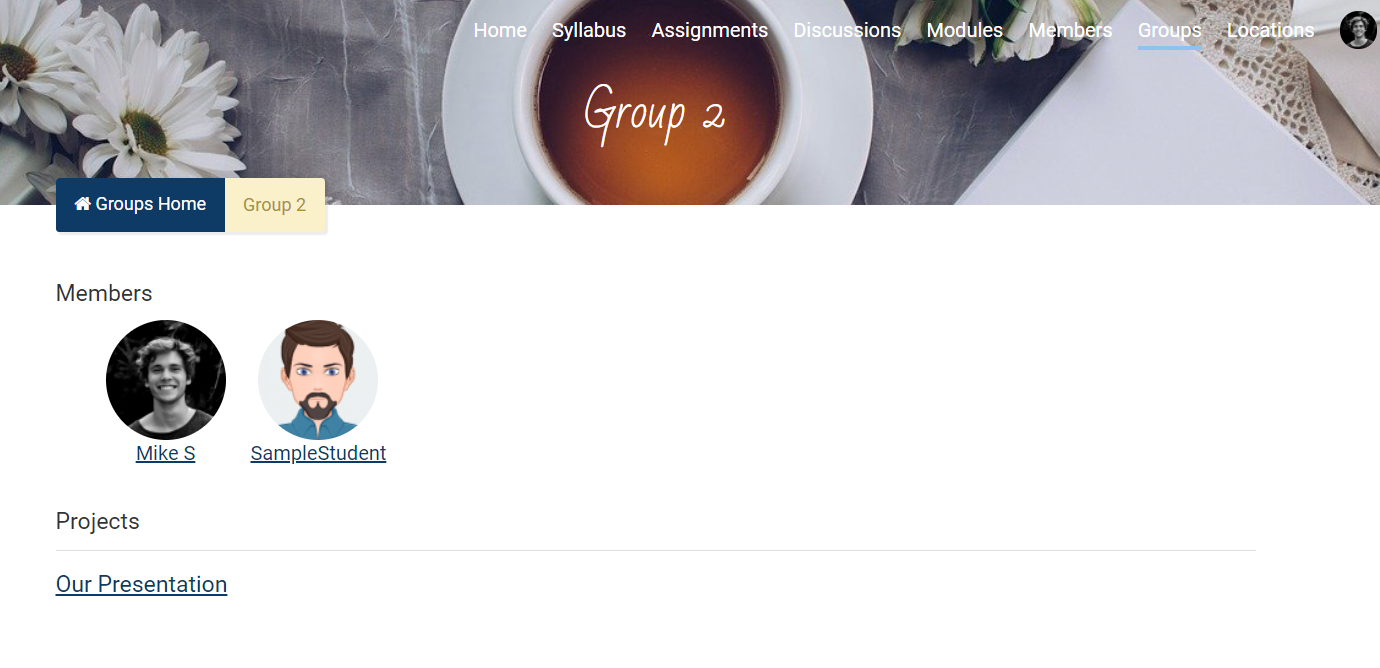 Home Syllabus Assignments Discussions Modules Members Groups Locations
Group 2
Groups Home Group 2
Members
Mike S SampleStudent
Projects
Our Presentation